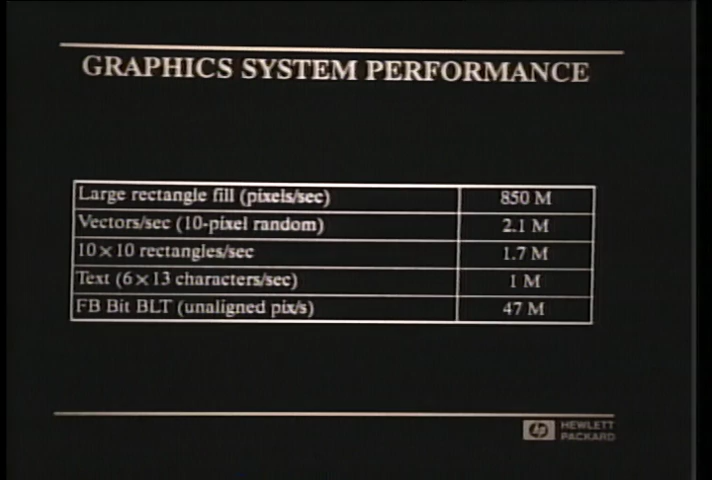 GRAPHICS SYSTEM PERFORMANCE
Large rectangle fill (pixels/sec) 850 M
Vectors/sec (10-pixel random) 2.1 M
10×10 rectangles/sec 1.7 M
Text (6×13 characters/sec) 1 M
FB Bit BLT (unaligned pix/s) 47 M
hp HEWLETT
PACKARD